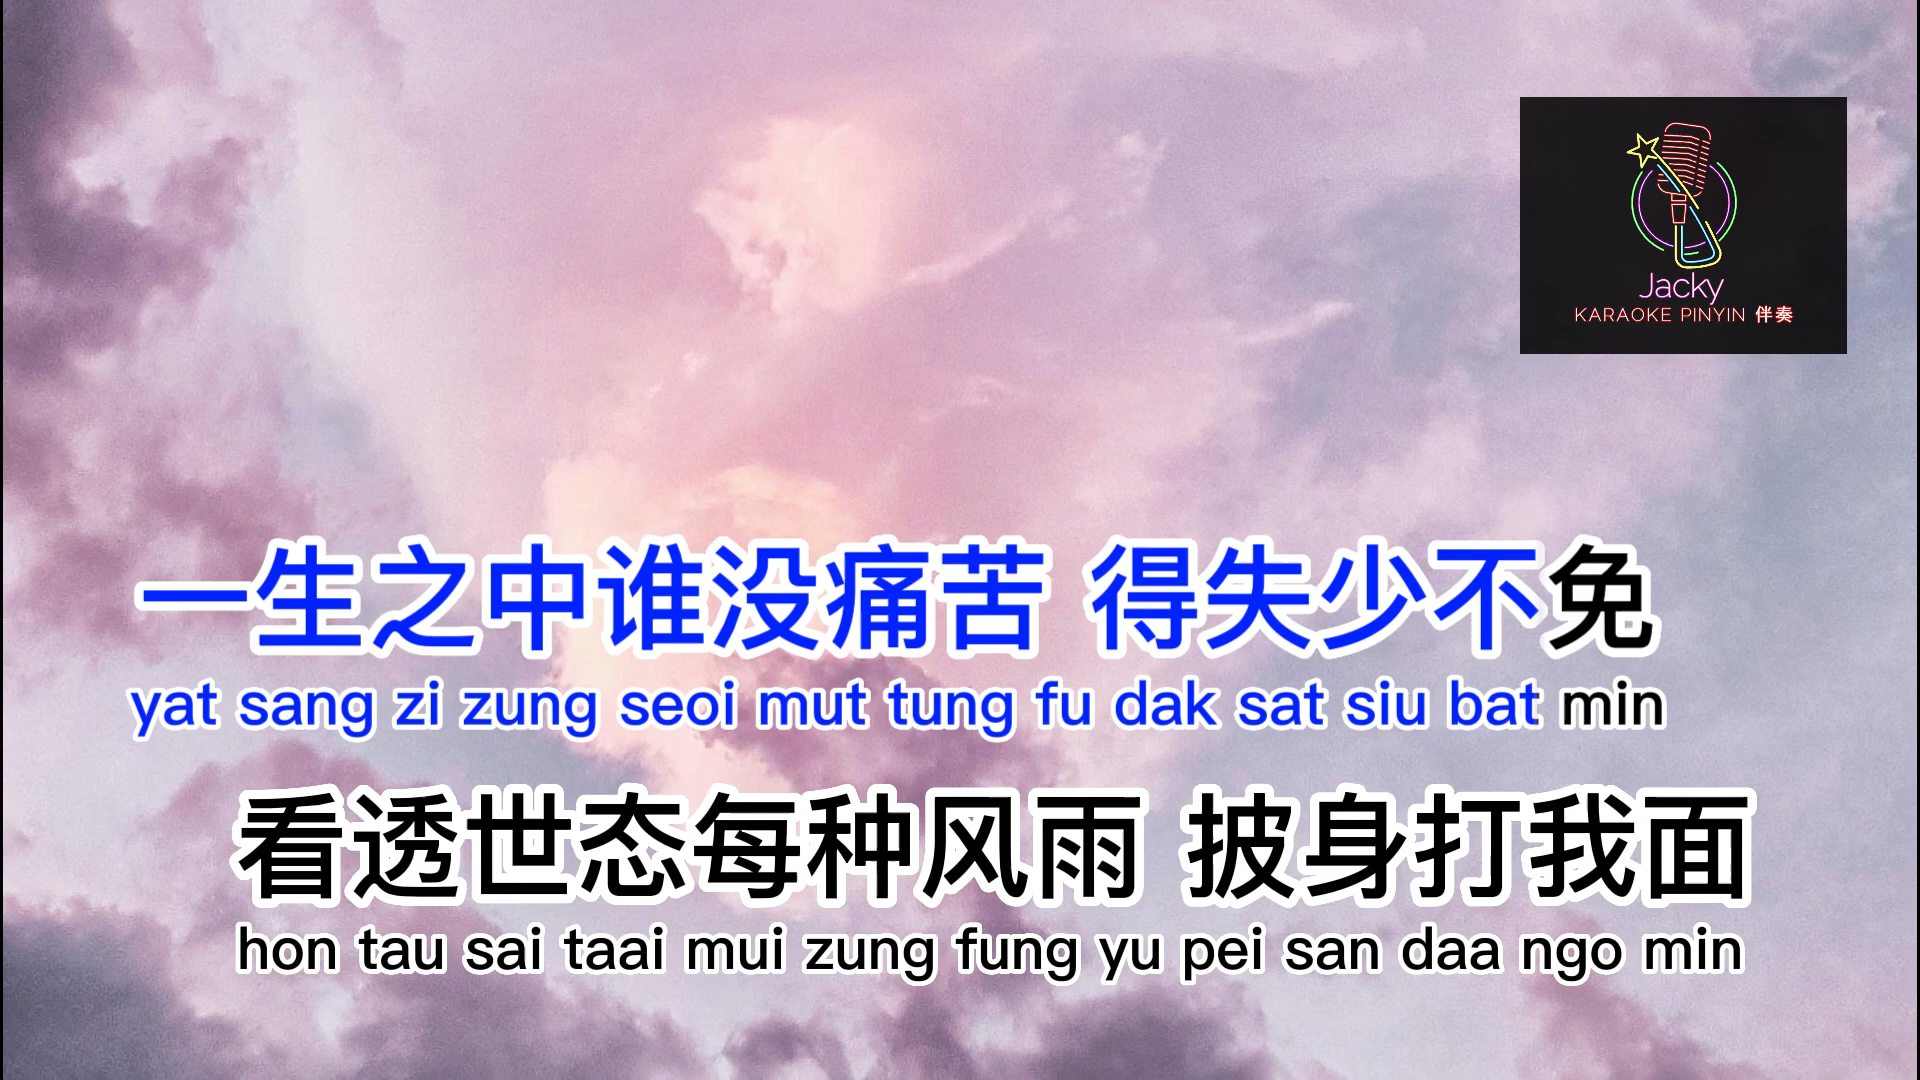 Jacky
KARAOKE PINYIN 伴奏
一生之中谁没痛苦 得失少不免
yat sang zi zung seoi mut tung fu dak sat siu bat min
看透世态每种风雨 披身打我面
hon tau sai taai mui zung fung yu pei san daa ngo min